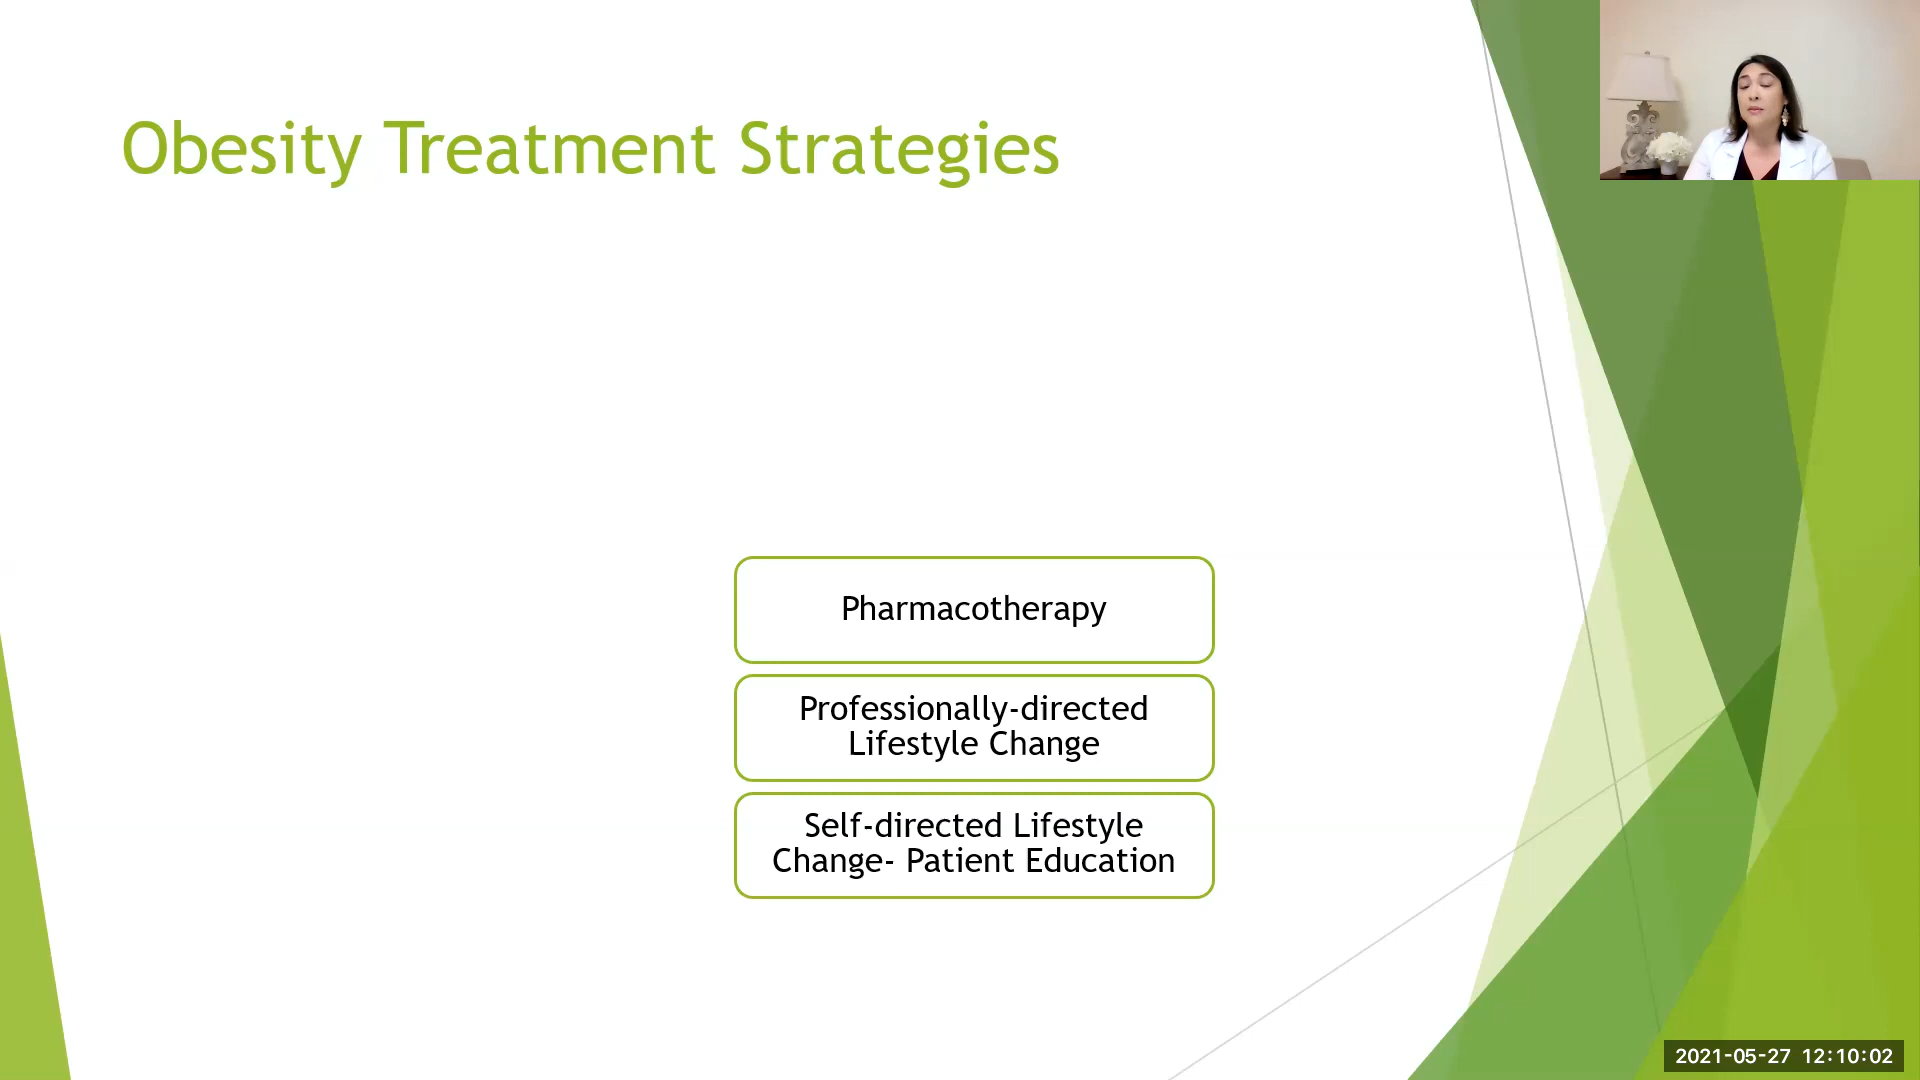 Obesity Treatment Strategies
Pharmacotherapy
Professionally-directed
Lifestyle Change
Self-directed Lifestyle
Change- Patient Education
2021-05-27 12:10:02